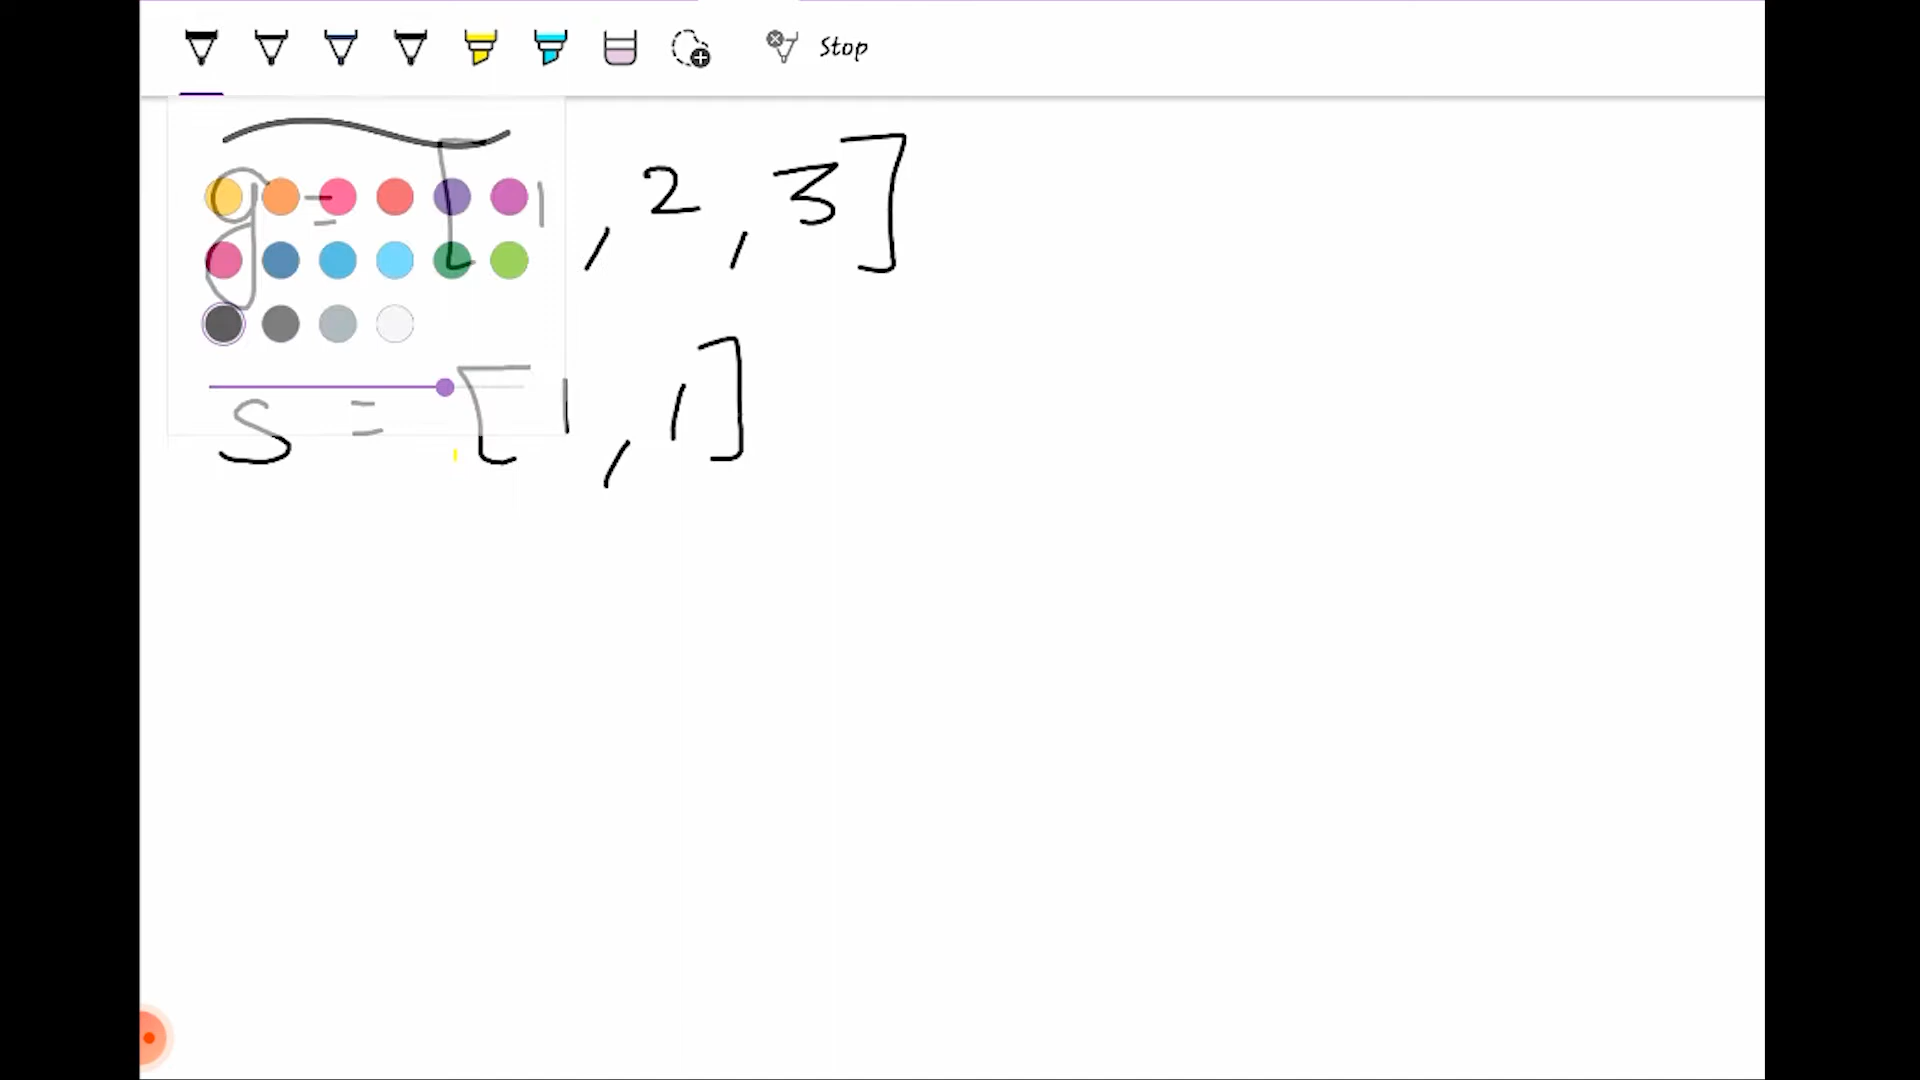 Stop
g = [1, 2, 3]
s = [1, 1]